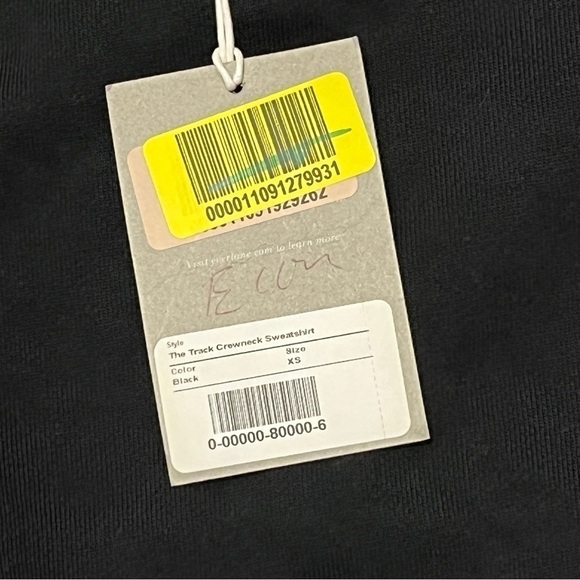 000011091279931
Visit everlane.com to learn more
Style
The Track Crewneck Sweatshirt
Color
Size
Black
XS
0-00000-80000-6